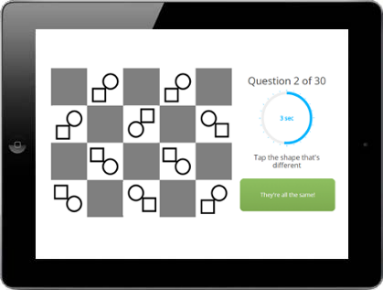 Question 2 of 30
3 sec
Tap the shape that's
different
They're all the same!